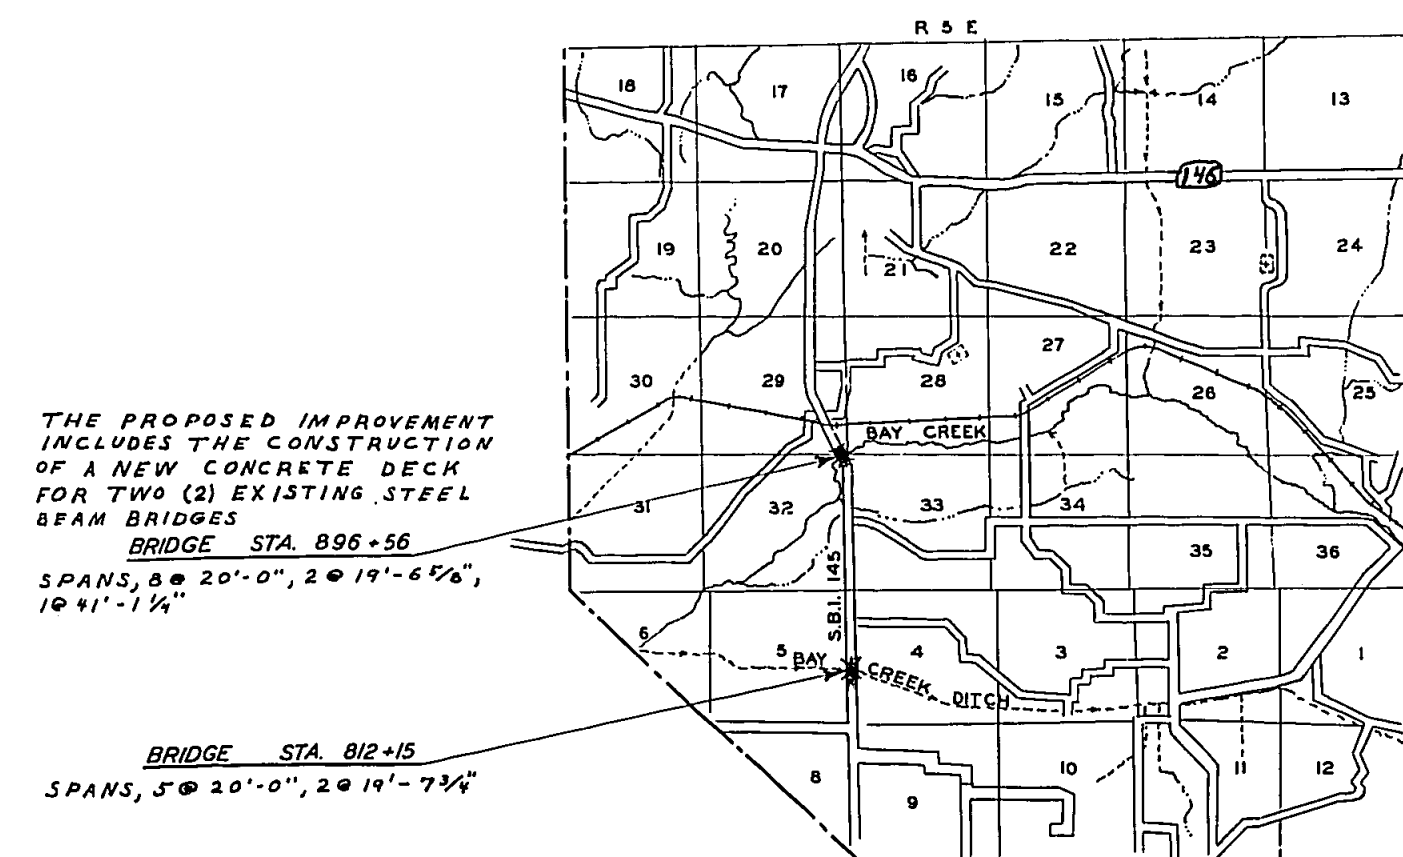 R 5 E
18
17
16
15
14
13
146
19
20
21
22
23
24
30
29
28
27
26
25
THE PROPOSED IMPROVEMENT
INCLUDES THE CONSTRUCTION
OF A NEW CONCRETE DECK
FOR TWO (2) EXISTING STEEL
BEAM BRIDGES
BRIDGE STA. 896+56
SPANS, 8 @ 20'-0", 2 @ 19'-6 5/8",
1 @ 41'-1 1/4"
BAY CREEK
31
32
33
34
35
36
S.B.I. 145
6
5
4
3
2
1
BAY CREEK DITCH
BRIDGE STA. 812+15
SPANS, 5 @ 20'-0", 2 @ 19'-7 3/4"
8
9
10
11
12